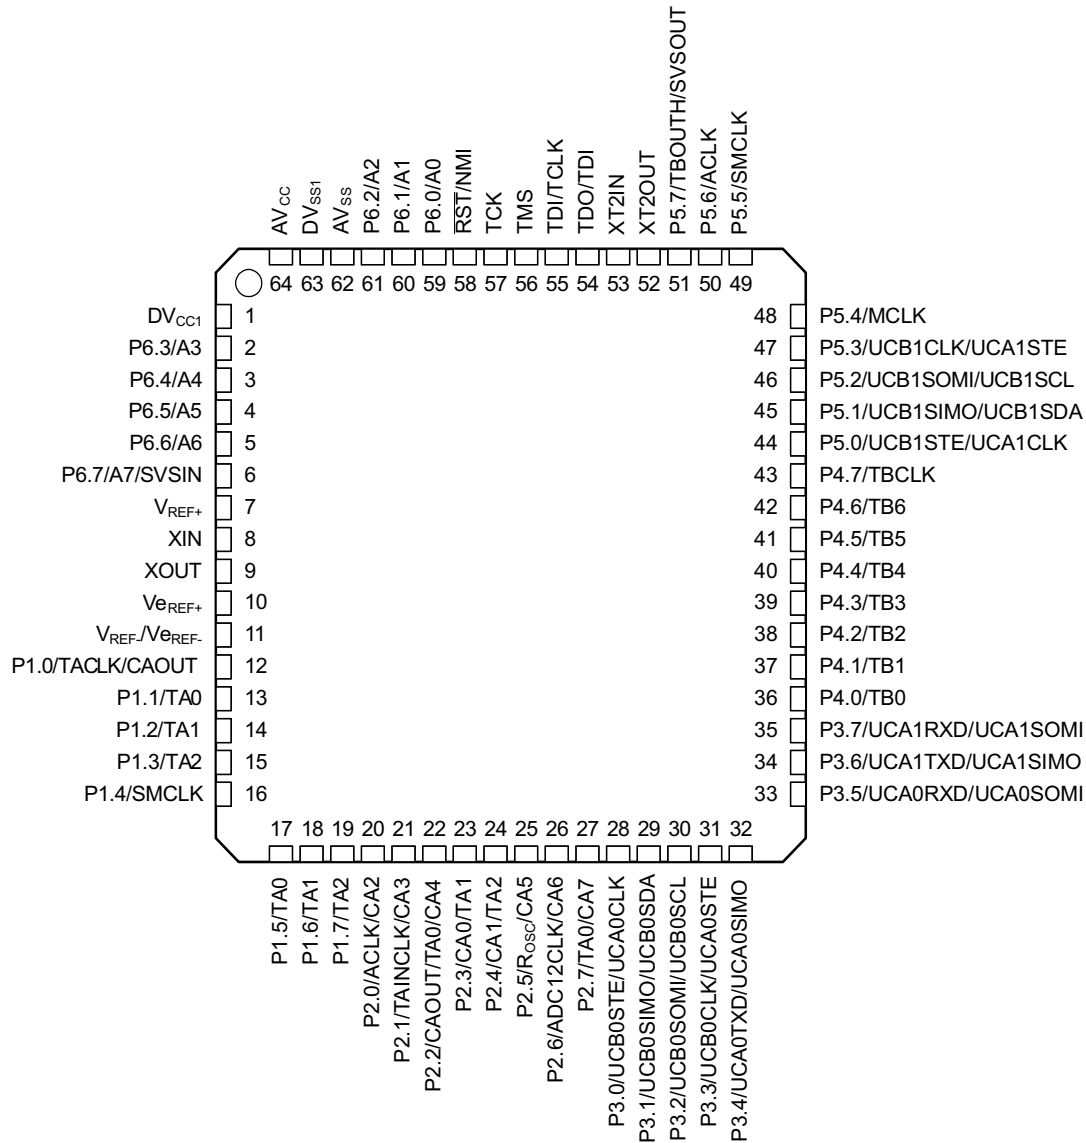 AVCC
DVSS1
AVSS
P6.2/A2
P6.1/A1
P6.0/A0
RST/NMI
TCK
TMS
TDI/TCLK
TDO/TDI
XT2IN
XT2OUT
P5.7/TBOUTH/SVSOUT
P5.6/ACLK
P5.5/SMCLK
64 63 62 61 60 59 58 57 56 55 54 53 52 51 50 49
DVCC1 1
P6.3/A3 2
P6.4/A4 3
P6.5/A5 4
P6.6/A6 5
P6.7/A7/SVSIN 6
VREF+ 7
XIN 8
XOUT 9
VeREF+ 10
VREF-/VeREF- 11
P1.0/TACLK/CAOUT 12
P1.1/TA0 13
P1.2/TA1 14
P1.3/TA2 15
P1.4/SMCLK 16
48 P5.4/MCLK
47 P5.3/UCB1CLK/UCA1STE
46 P5.2/UCB1SOMI/UCB1SCL
45 P5.1/UCB1SIMO/UCB1SDA
44 P5.0/UCB1STE/UCA1CLK
43 P4.7/TBCLK
42 P4.6/TB6
41 P4.5/TB5
40 P4.4/TB4
39 P4.3/TB3
38 P4.2/TB2
37 P4.1/TB1
36 P4.0/TB0
35 P3.7/UCA1RXD/UCA1SOMI
34 P3.6/UCA1TXD/UCA1SIMO
33 P3.5/UCA0RXD/UCA0SOMI
17 18 19 20 21 22 23 24 25 26 27 28 29 30 31 32
P1.5/TA0
P1.6/TA1
P1.7/TA2
P2.0/ACLK/CA2
P2.1/TAINCLK/CA3
P2.2/CAOUT/TA0/CA4
P2.3/CA0/TA1
P2.4/CA1/TA2
P2.5/ROSC/CA5
P2.6/ADC12CLK/CA6
P2.7/TA0/CA7
P3.0/UCB0STE/UCA0CLK
P3.1/UCB0SIMO/UCB0SDA
P3.2/UCB0SOMI/UCB0SCL
P3.3/UCB0CLK/UCA0STE
P3.4/UCA0TXD/UCA0SIMO